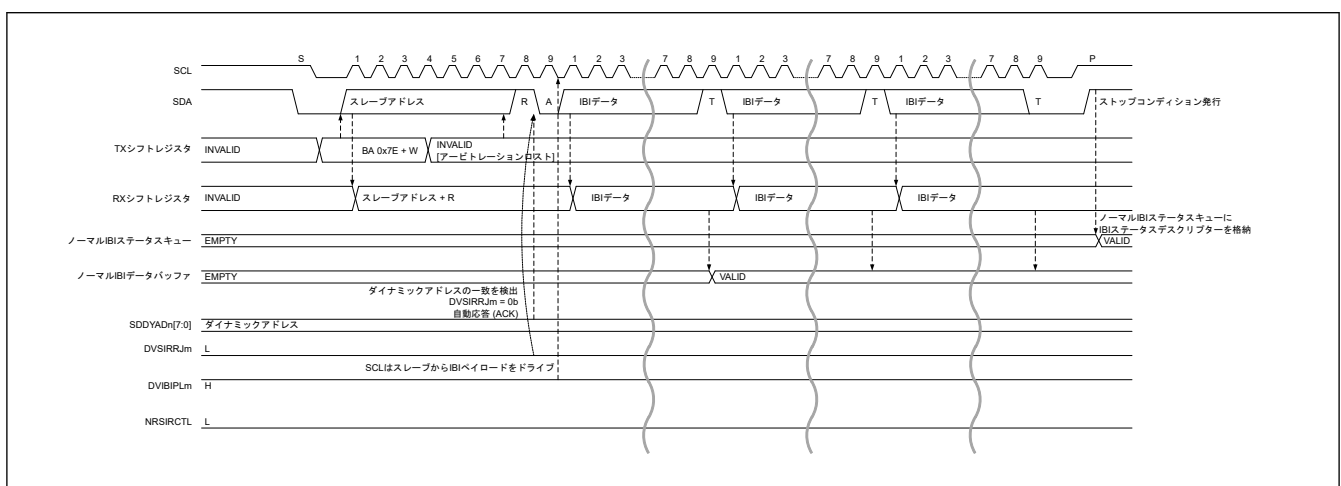 S 1 2 3 4 5 6 7 8 9 1 2 3 7 8 9 1 2 3 7 8 9 1 2 3 7 8 9 P
SCL
SDA スレーブアドレス R A IBIデータ T IBIデータ T IBIデータ T ストップコンディション発行
TXシフトレジスタ INVALID BA 0x7E + W INVALID
[アービトレーションロスト]
RXシフトレジスタ INVALID スレーブアドレス + R IBIデータ IBIデータ IBIデータ
ノーマルIBIステータスキューに
IBIステータスデスクリプターを格納
ノーマルIBIステータスキュー EMPTY VALID
ノーマルIBIデータバッファ EMPTY VALID
ダイナミックアドレスの一致を検出
DVSIRRJm = 0b
自動応答 (ACK)
SDDYADn[7:0] ダイナミックアドレス
DVSIRRJm L
SCLはスレーブからIBIペイロードをドライブ
DVIBIPLm H
NRSIRCTL L